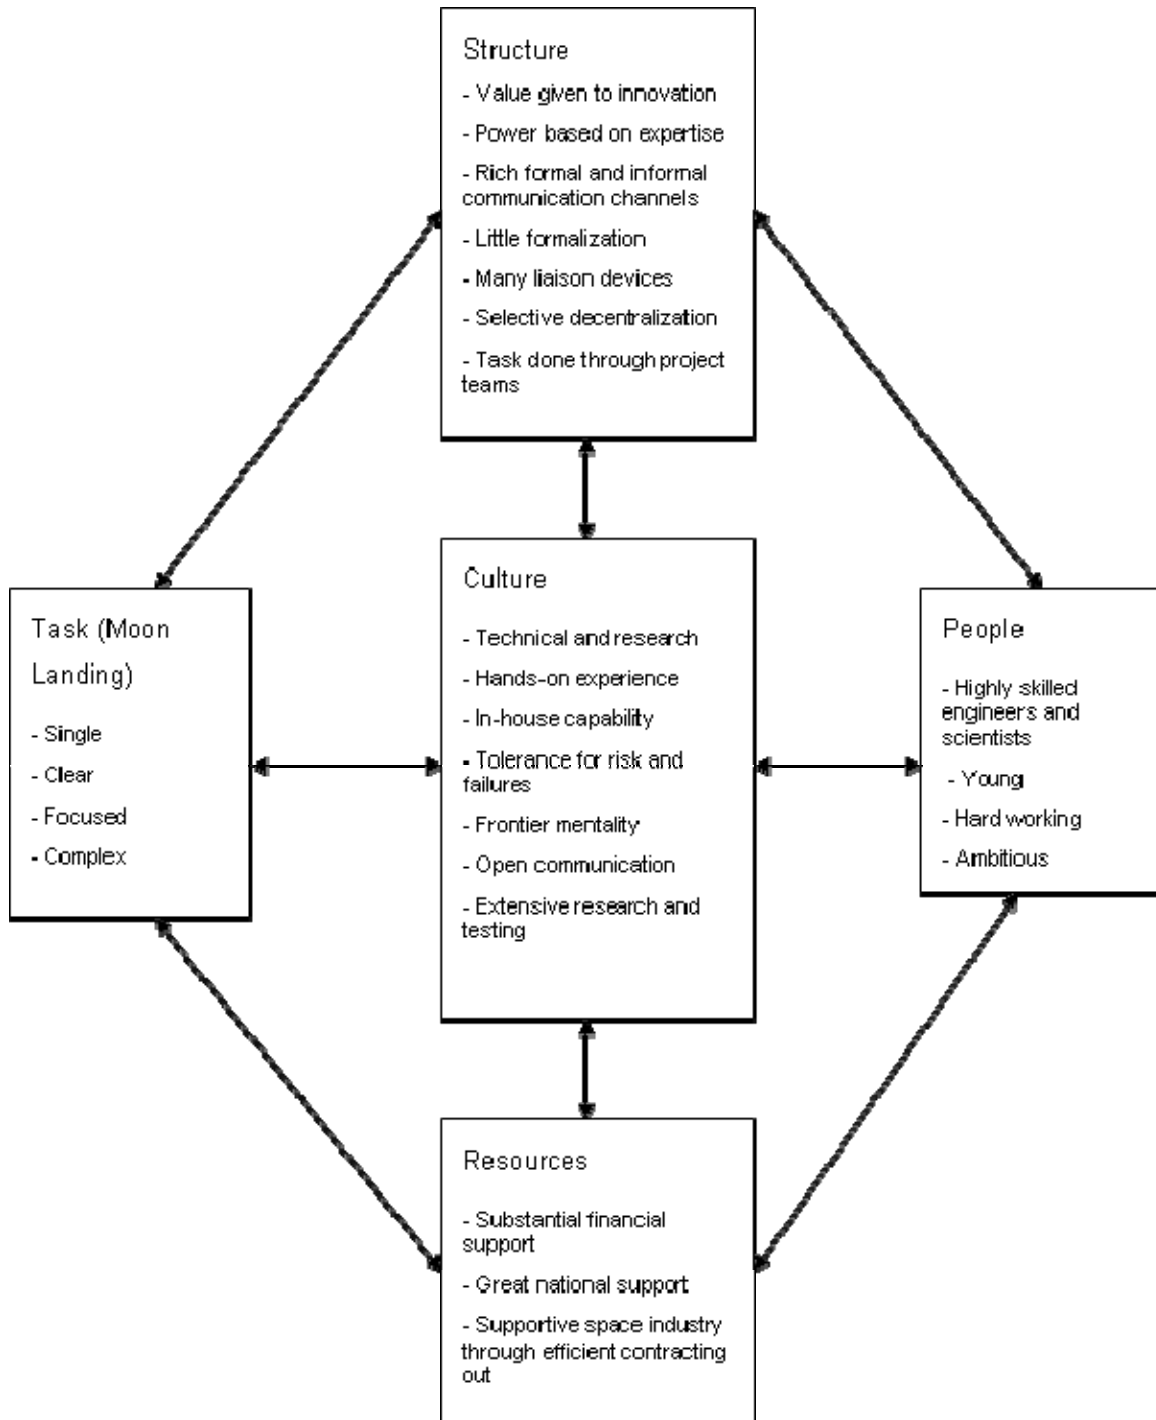 Structure
- Value given to innovation
- Power based on expertise
- Rich formal and informal
communication channels
- Little formalization
- Many liaison devices
- Selective decentralization
- Task done through project
teams
Task (Moon
Landing)
- Single
- Clear
- Focused
- Complex
Culture
- Technical and research
- Hands-on experience
- In-house capability
- Tolerance for risk and
failures
- Frontier mentality
- Open communication
- Extensive research and
testing
People
- Highly skilled
engineers and
scientists
- Young
- Hard working
- Ambitious
Resources
- Substantial financial
support
- Great national support
- Supportive space industry
through efficient contracting
out